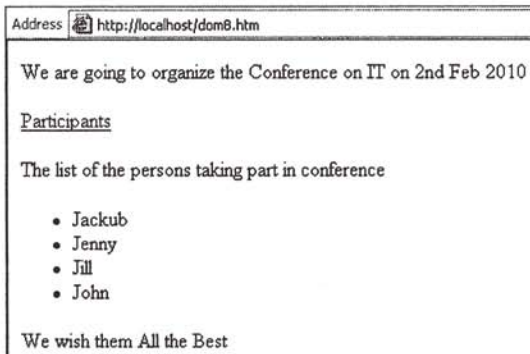 Address http://localhost/dom8.htm
We are going to organize the Conference on IT on 2nd Feb 2010
Participants
The list of the persons taking part in conference
• Jackub
• Jenny
• Jill
• John
We wish them All the Best